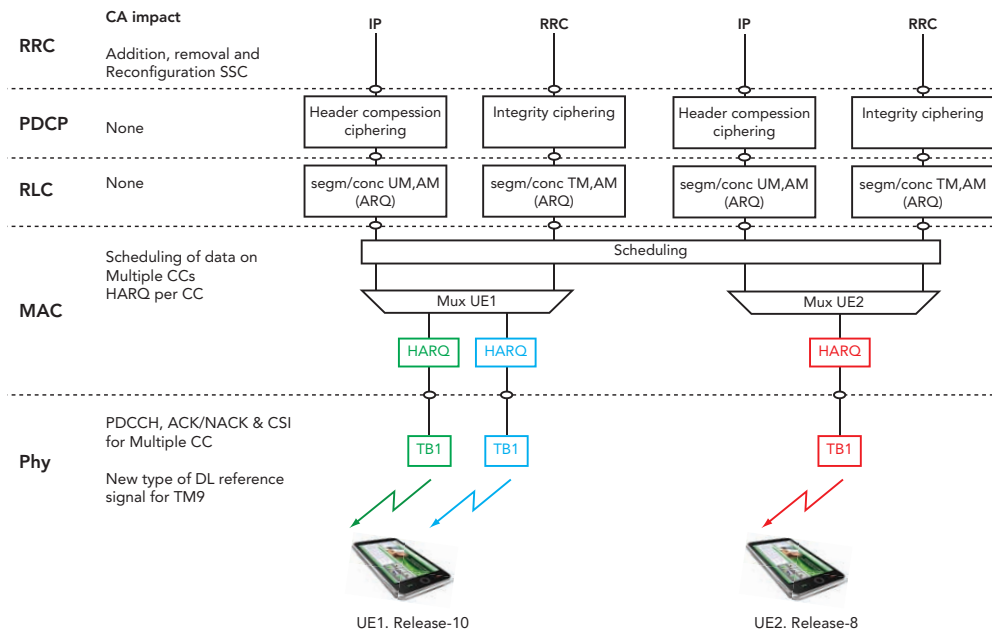 CA impact
IP
RRC
IP
RRC
RRC
Addition, removal and
Reconfiguration SSC
PDCP
None
Header compession
ciphering
Integrity ciphering
Header compession
ciphering
Integrity ciphering
RLC
None
segm/conc UM,AM
(ARQ)
segm/conc TM,AM
(ARQ)
segm/conc UM,AM
(ARQ)
segm/conc TM,AM
(ARQ)
MAC
Scheduling of data on
Multiple CCs
HARQ per CC
Scheduling
Mux UE1
Mux UE2
HARQ
HARQ
HARQ
Phy
PDCCH, ACK/NACK & CSI
for Multiple CC
New type of DL reference
signal for TM9
TB1
TB1
TB1
UE1. Release-10
UE2. Release-8